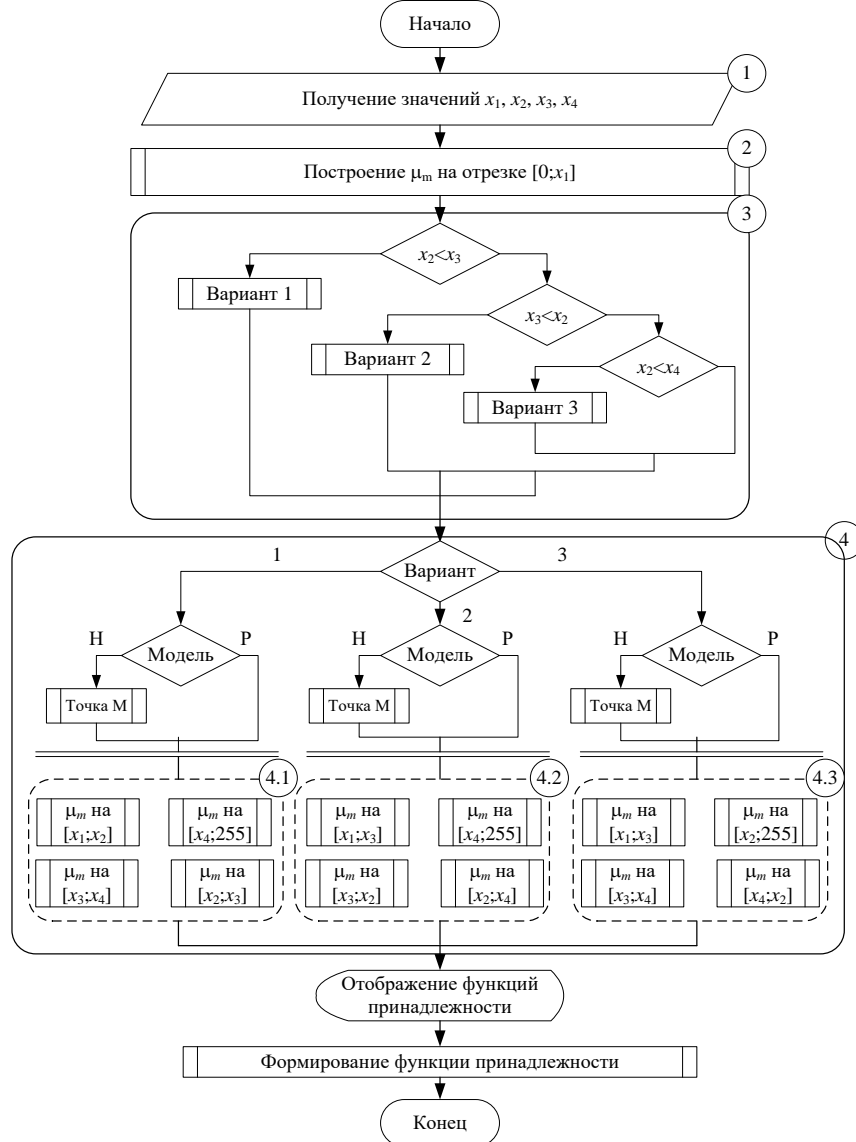 Начало
1
Получение значений x₁, x₂, x₃, x₄
2
Построение μₘ на отрезке [0;x₁]
3
x₂<x₃
Вариант 1
x₃<x₂
Вариант 2
x₂<x₄
Вариант 3
4
1
Вариант
3
2
Н
Модель
Р
Точка М
Н
Модель
Р
Точка М
Н
Модель
Р
Точка М
4.1
μₘ на
[x₁;x₂]
μₘ на
[x₄;255]
μₘ на
[x₃;x₄]
μₘ на
[x₂;x₃]
4.2
μₘ на
[x₁;x₃]
μₘ на
[x₄;255]
μₘ на
[x₃;x₂]
μₘ на
[x₂;x₄]
4.3
μₘ на
[x₁;x₃]
μₘ на
[x₂;255]
μₘ на
[x₃;x₄]
μₘ на
[x₄;x₂]
Отображение функций
принадлежности
Формирование функции принадлежности
Конец